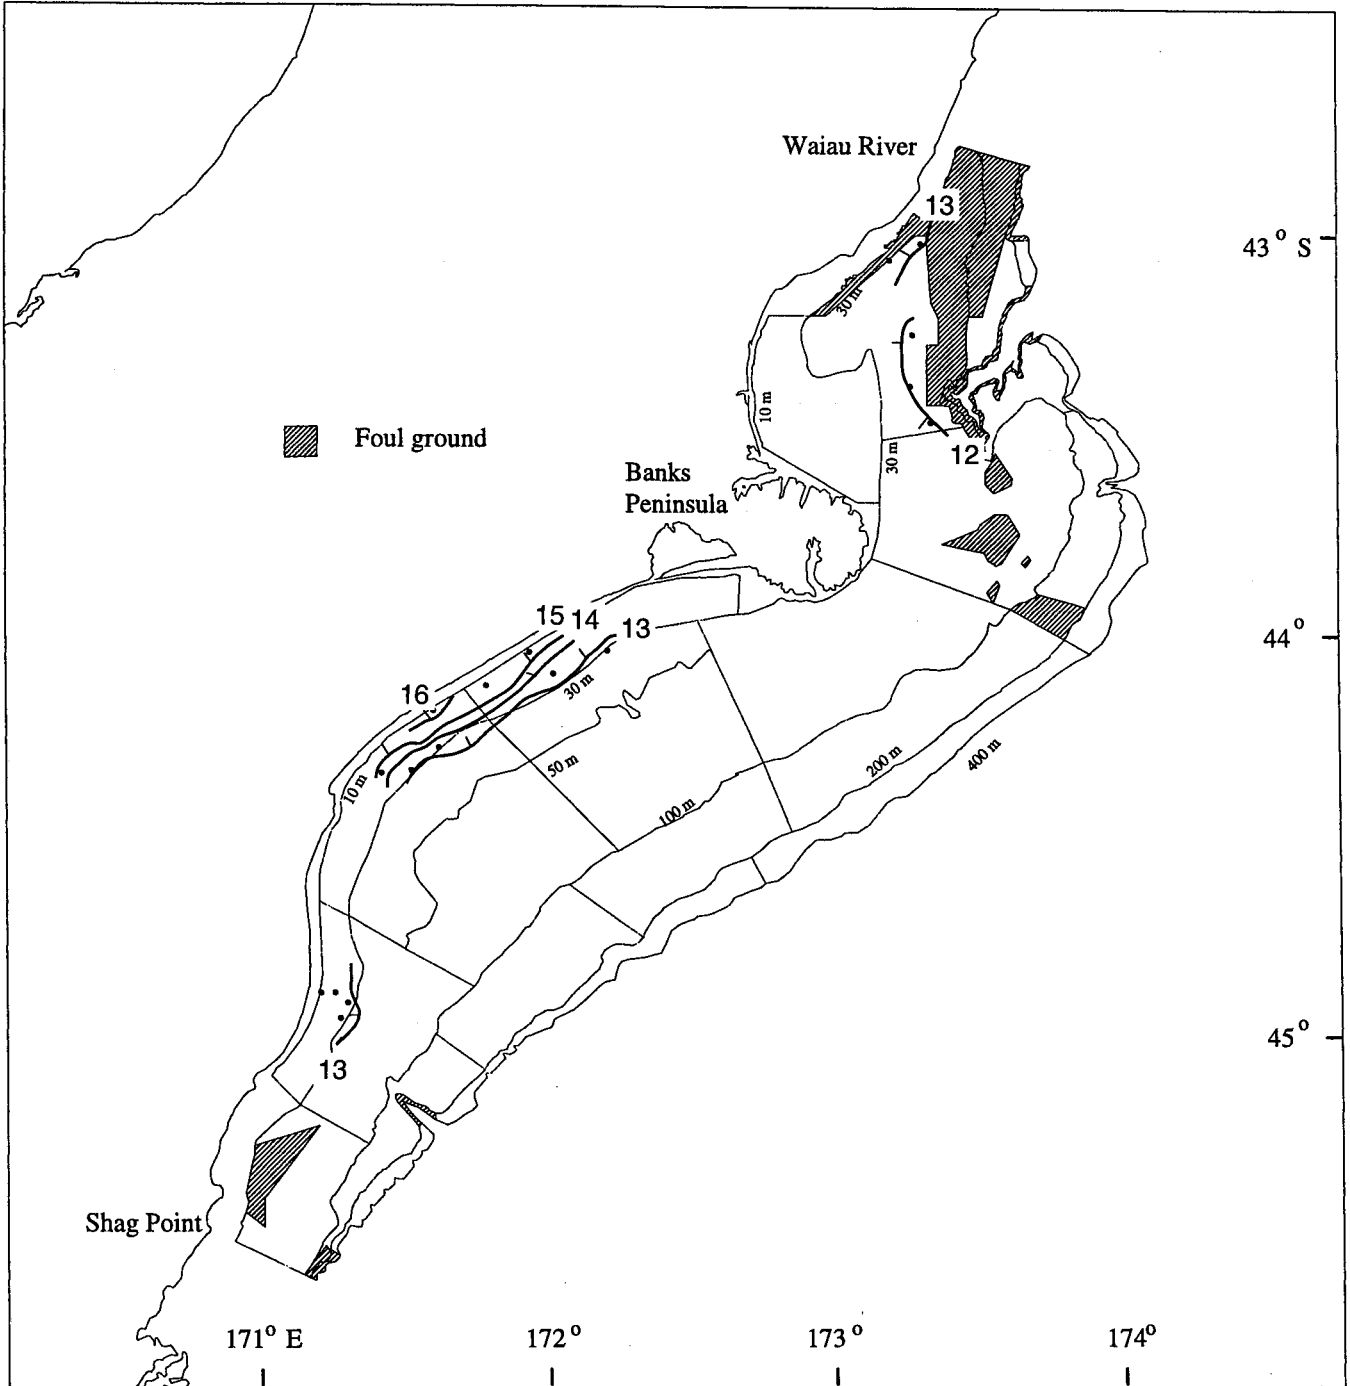 Waiau River
13
43° S
30 m
10 m
Foul ground
30 m
12
Banks
Peninsula
15
14
13
44°
16
30 m
50 m
200 m
400 m
10 m
100 m
45°
13
Shag Point
171° E
172°
173°
174°